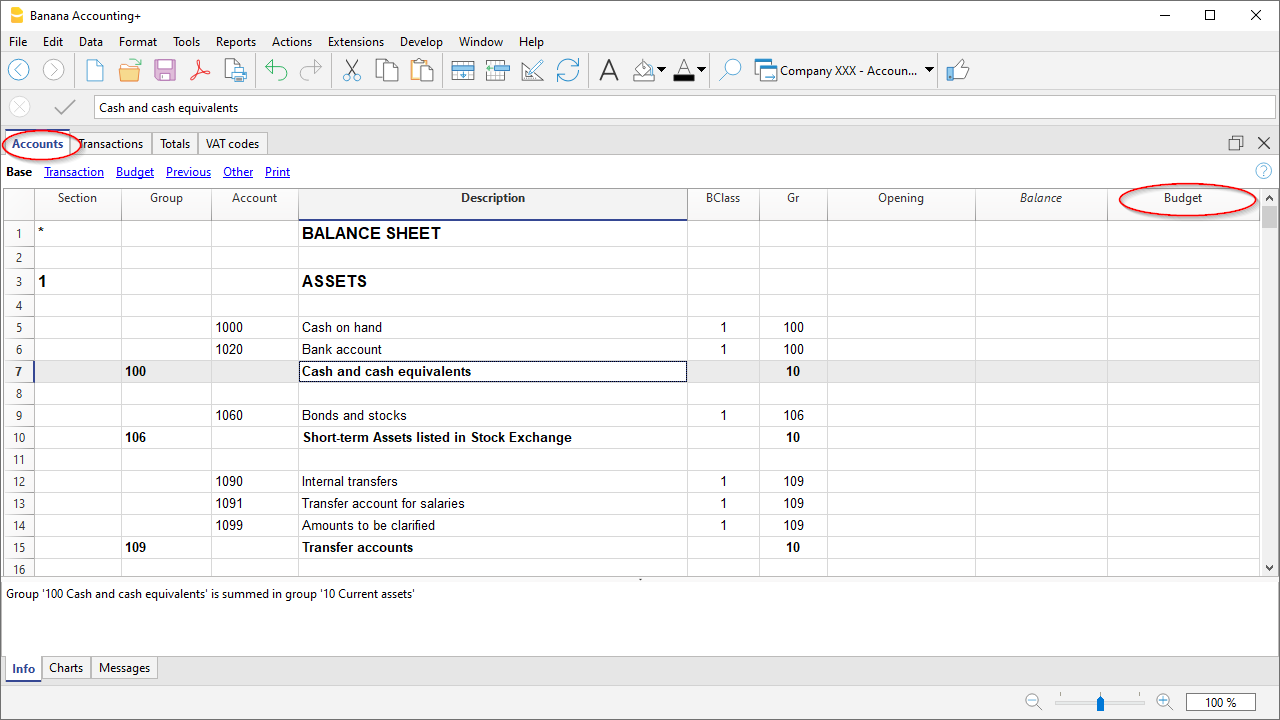 Banana Accounting+
File Edit Data Format Tools Reports Actions Extensions Develop Window Help
Company XXX - Accoun...
Cash and cash equivalents
Accounts Transactions Totals VAT codes
Base Transaction Budget Previous Other Print
Section Group Account Description BClass Gr Opening Balance Budget
1 * BALANCE SHEET
2
3 1 ASSETS
4
5 1000 Cash on hand 1 100
6 1020 Bank account 1 100
7 100 Cash and cash equivalents 10
8
9 1060 Bonds and stocks 1 106
10 106 Short-term Assets listed in Stock Exchange 10
11
12 1090 Internal transfers 1 109
13 1091 Transfer account for salaries 1 109
14 1099 Amounts to be clarified 1 109
15 109 Transfer accounts 10
16
Group '100 Cash and cash equivalents' is summed in group '10 Current assets'
Info Charts Messages
100 %